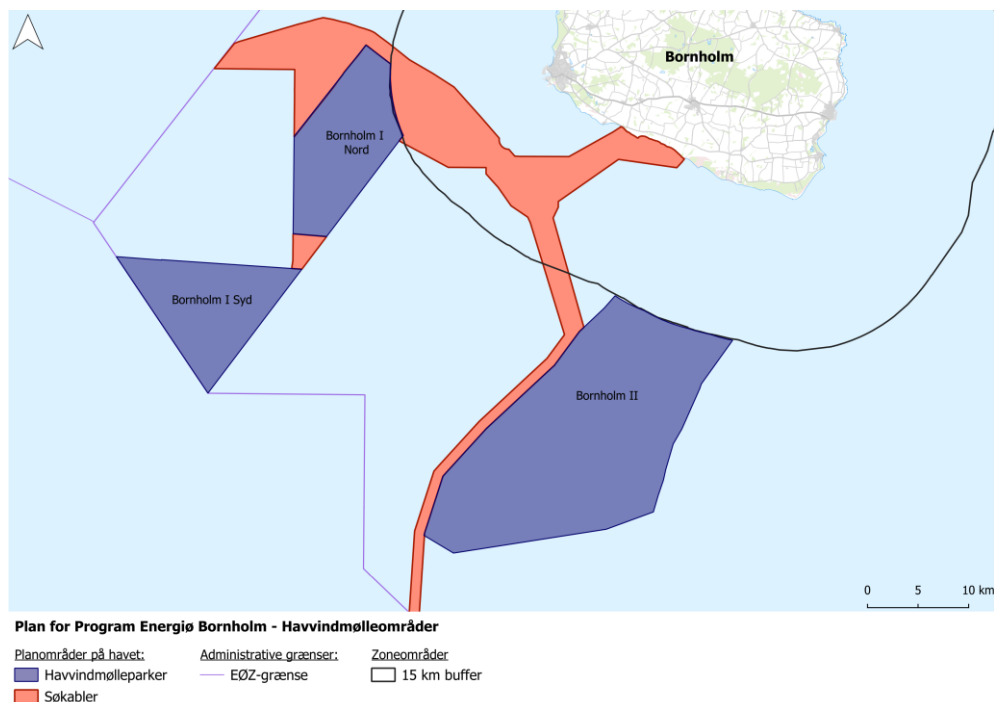 Bornholm
Bornholm I
Nord
Bornholm I Syd
Bornholm II
0 5 10 km
Plan for Program Energiø Bornholm - Havvindmølleområder
Planområder på havet:
Havvindmølleparker
Søkabler
Administrative grænser:
EØZ-grænse
Zoneområder
15 km buffer